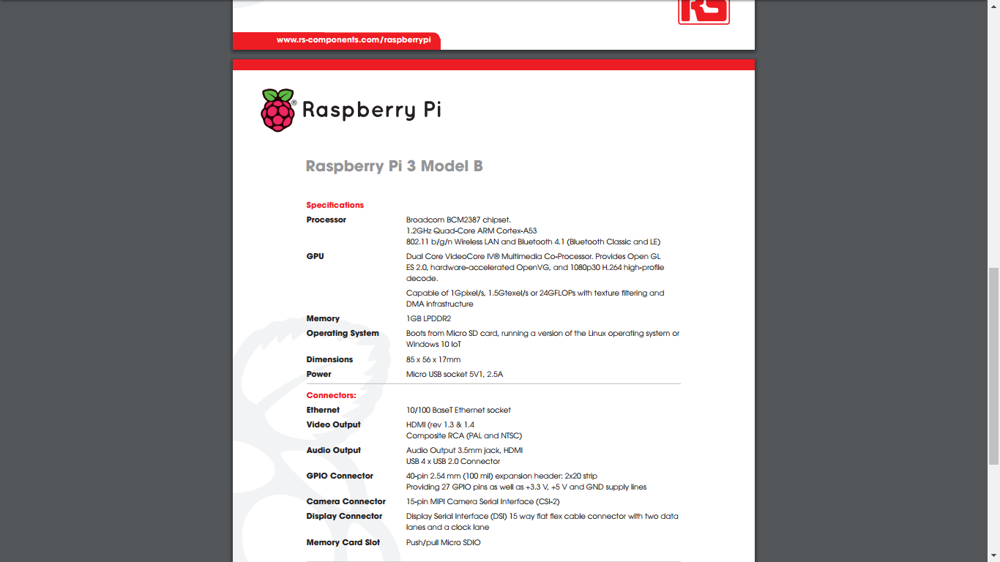 RS
www.rs-components.com/raspberrypi
® Raspberry Pi
Raspberry Pi 3 Model B
Specifications
Processor Broadcom BCM2387 chipset.
1.2GHz Quad-Core ARM Cortex-A53
802.11 b/g/n Wireless LAN and Bluetooth 4.1 (Bluetooth Classic and LE)
GPU Dual Core VideoCore IV® Multimedia Co-Processor. Provides Open GL
ES 2.0, hardware-accelerated OpenVG, and 1080p30 H.264 high-profile
decode.
Capable of 1Gpixel/s, 1.5Gtexel/s or 24GFLOPs with texture filtering and
DMA infrastructure
Memory 1GB LPDDR2
Operating System Boots from Micro SD card, running a version of the Linux operating system or
Windows 10 IoT
Dimensions 85 x 56 x 17mm
Power Micro USB socket 5V1, 2.5A
Connectors:
Ethernet 10/100 BaseT Ethernet socket
Video Output HDMI (rev 1.3 & 1.4
Composite RCA (PAL and NTSC)
Audio Output Audio Output 3.5mm jack, HDMI
USB 4 x USB 2.0 Connector
GPIO Connector 40-pin 2.54 mm (100 mil) expansion header: 2x20 strip
Providing 27 GPIO pins as well as +3.3 V, +5 V and GND supply lines
Camera Connector 15-pin MIPI Camera Serial Interface (CSI-2)
Display Connector Display Serial Interface (DSI) 15 way flat flex cable connector with two data
lanes and a clock lane
Memory Card Slot Push/pull Micro SDIO